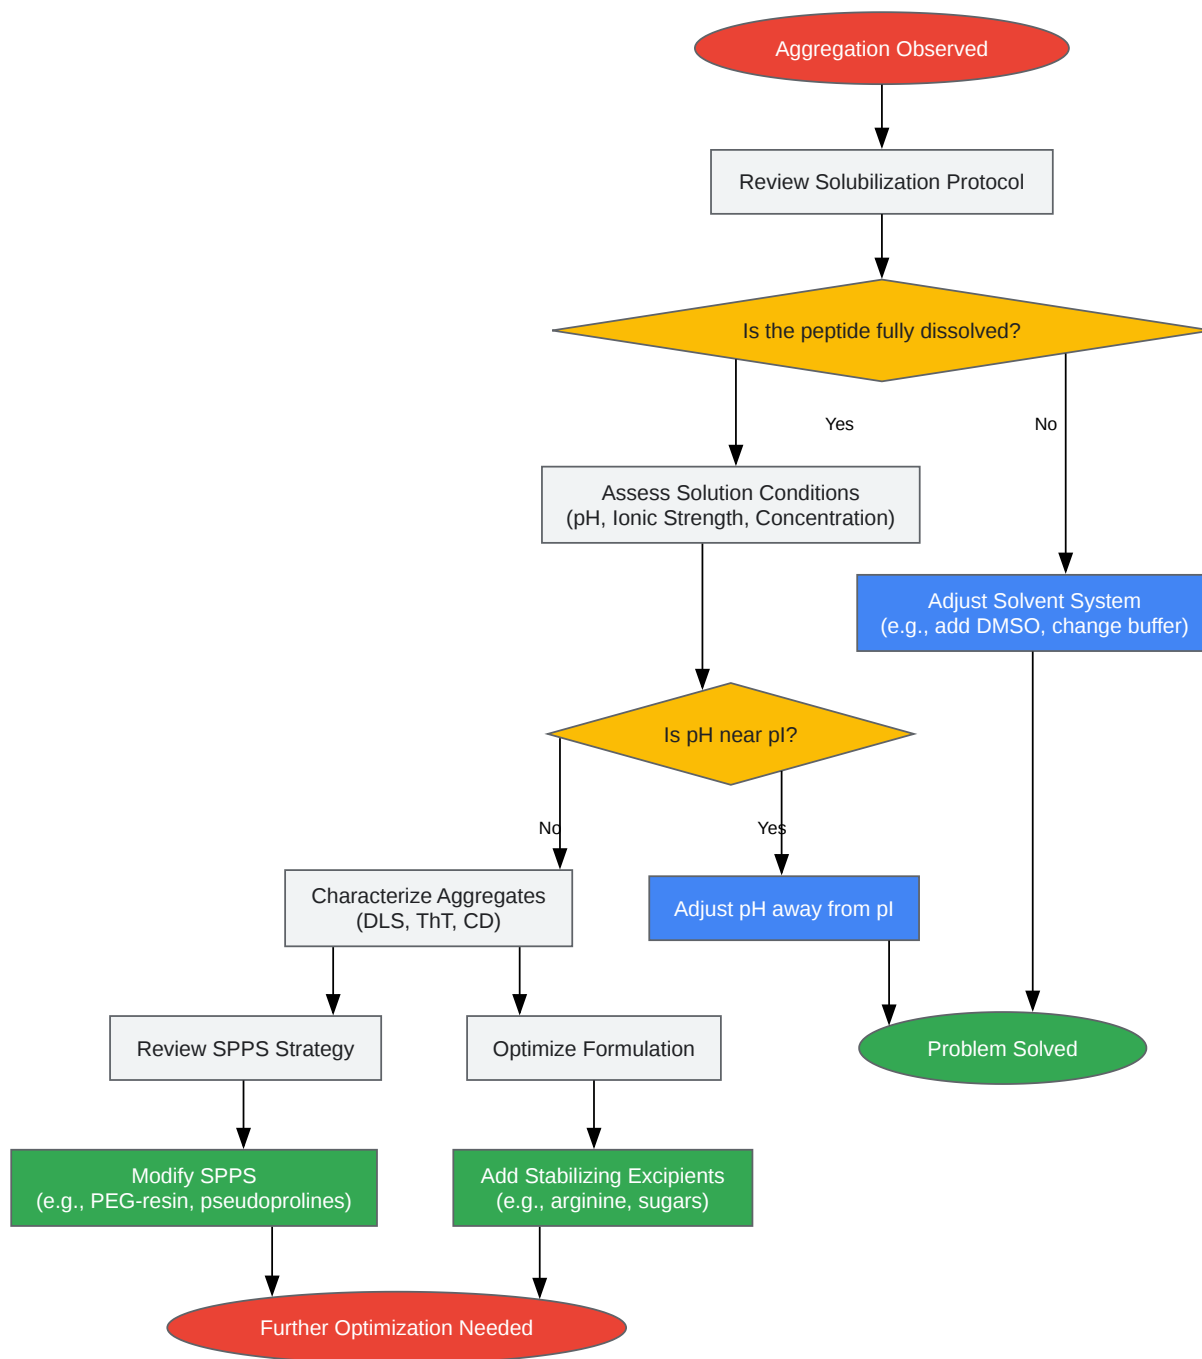 Aggregation Observed
Review Solubilization Protocol
Is the peptide fully dissolved?
Yes
No
Assess Solution Conditions
(pH, Ionic Strength, Concentration)
Adjust Solvent System
(e.g., add DMSO, change buffer)
Is pH near pI?
No
Yes
Characterize Aggregates
(DLS, ThT, CD)
Adjust pH away from pI
Review SPPS Strategy
Optimize Formulation
Problem Solved
Modify SPPS
(e.g., PEG-resin, pseudoprolines)
Add Stabilizing Excipients
(e.g., arginine, sugars)
Further Optimization Needed